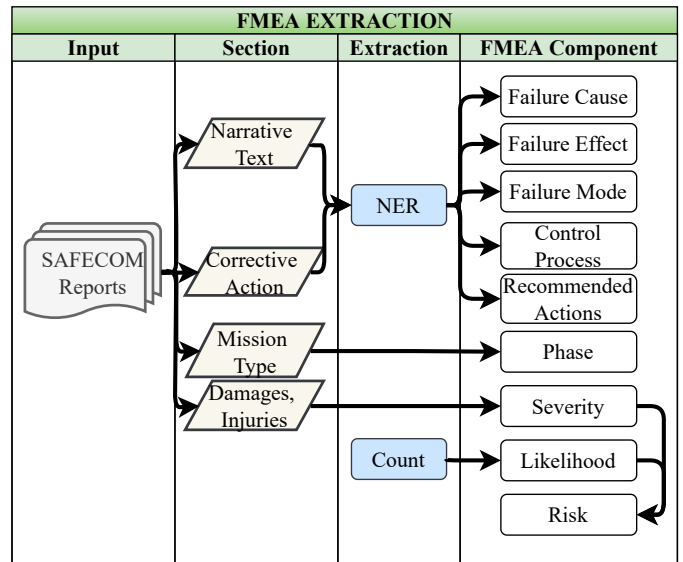 FMEA EXTRACTION
Input
Section
Extraction
FMEA Component
SAFECOM
Reports
Narrative
Text
Corrective
Action
Mission
Type
Damages,
Injuries
NER
Count
Failure Cause
Failure Effect
Failure Mode
Control
Process
Recommended
Actions
Phase
Severity
Likelihood
Risk